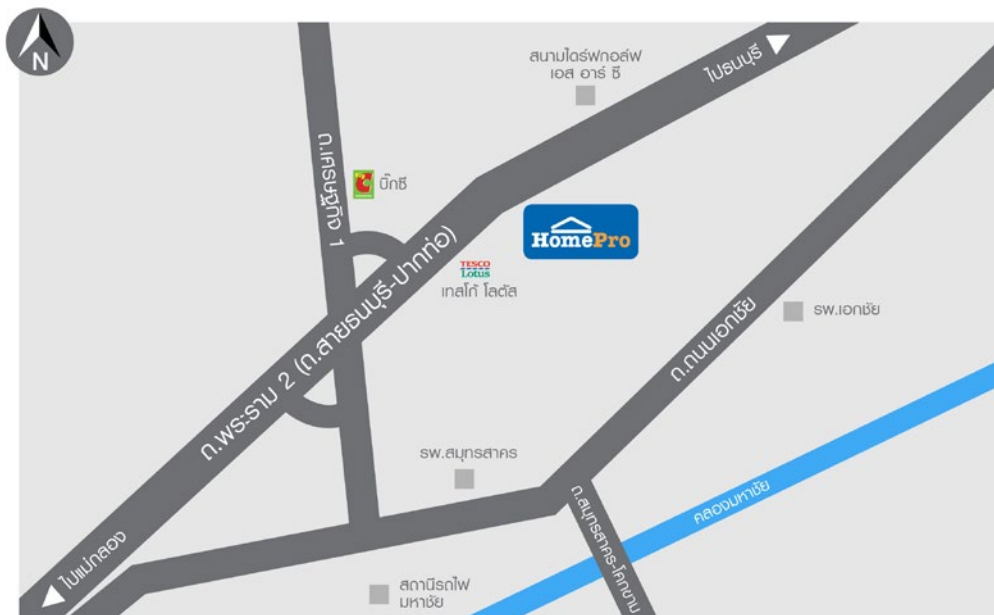 N
สนามไดร์ฟกอล์ฟ
เอส อาร์ ซี
ไปธนบุรี
ถ.เศรษฐกิจ 1
บิ๊กซี
HomePro
TESCO
Lotus
เทสโก้ โลตัส
ถ.พระราม 2 (ถ.สายธนบุรี-ปากท่อ)
รพ.เอกชัย
ถ.ถนนเอกชัย
รพ.สมุทรสาคร
ถ.สมุทรสาคร-โคกขาม
คลองมหาชัย
ไปแม่กลอง
สถานีรถไฟ
มหาชัย